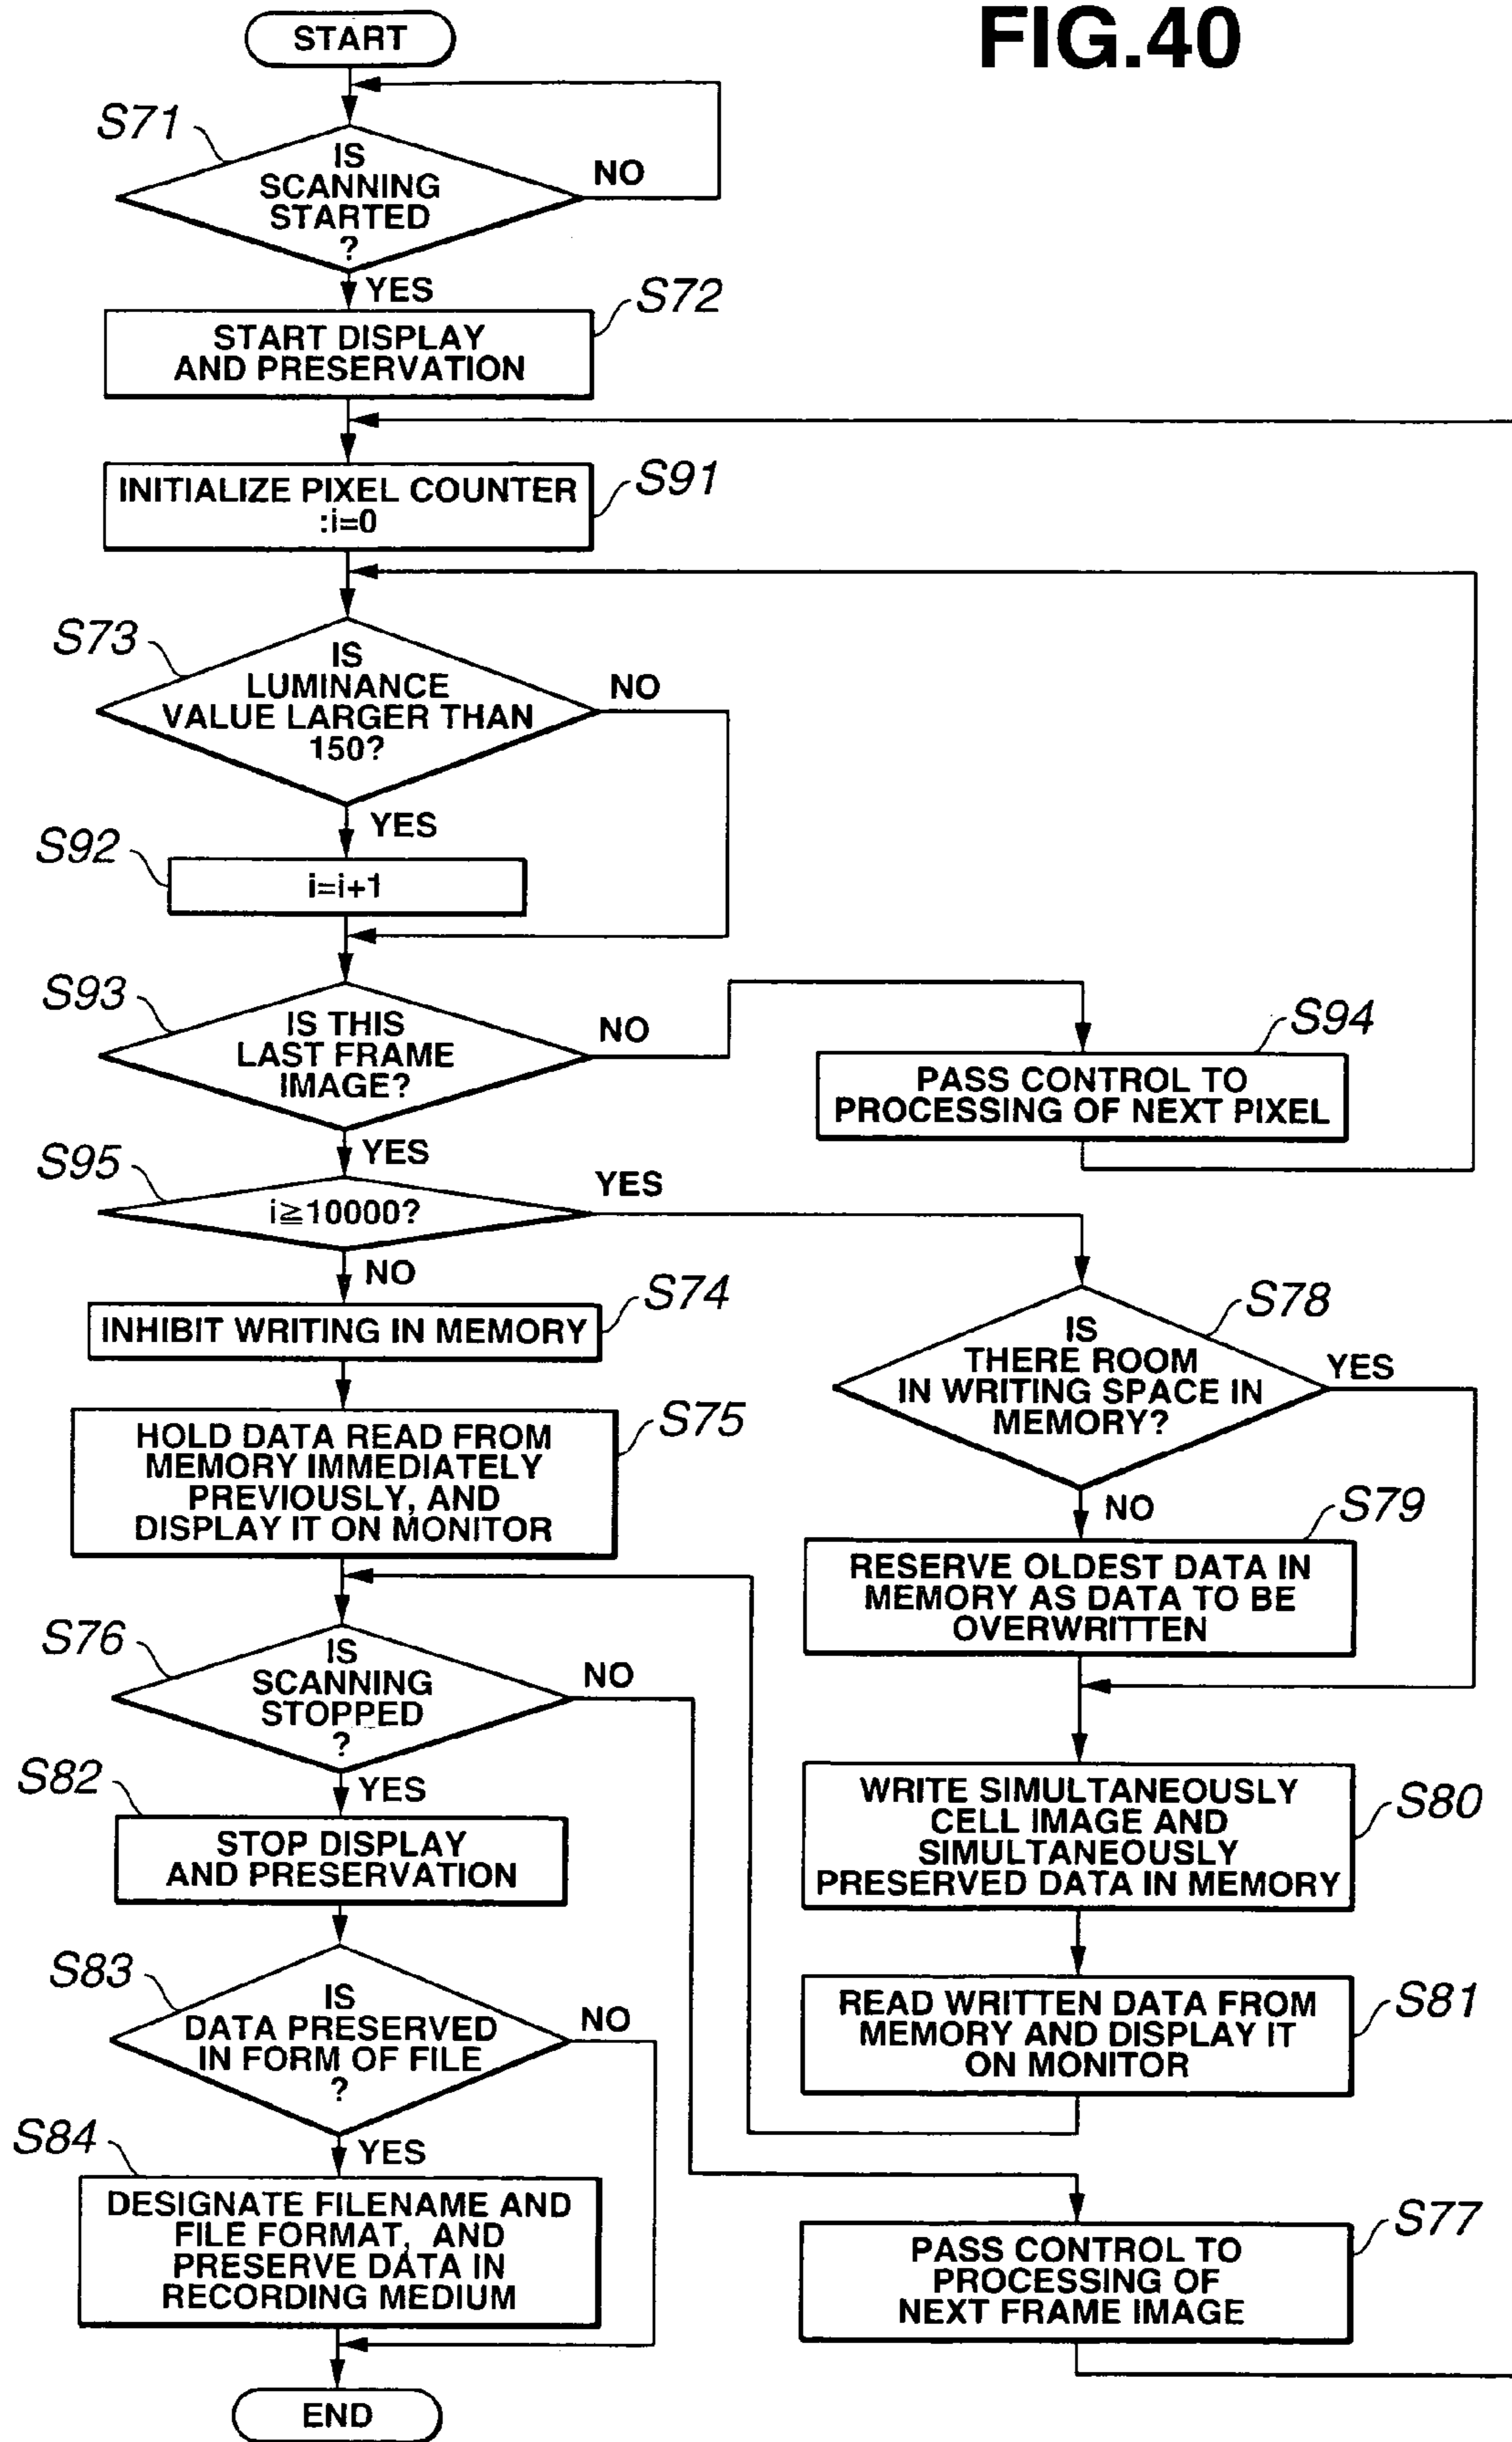 FIG.40
START
S71
IS
SCANNING
STARTED
?
NO
YES
S72
START DISPLAY
AND PRESERVATION
S91
INITIALIZE PIXEL COUNTER
:i=0
S73
IS
LUMINANCE
VALUE LARGER THAN
150?
NO
YES
S92
i=i+1
S93
IS THIS
LAST FRAME
IMAGE?
NO
S94
PASS CONTROL TO
PROCESSING OF NEXT PIXEL
YES
S95
i≧10000?
YES
NO
S74
INHIBIT WRITING IN MEMORY
S78
IS
THERE ROOM
IN WRITING SPACE IN
MEMORY?
YES
NO
S75
HOLD DATA READ FROM
MEMORY IMMEDIATELY
PREVIOUSLY, AND
DISPLAY IT ON MONITOR
S79
RESERVE OLDEST DATA IN
MEMORY AS DATA TO BE
OVERWRITTEN
S76
IS
SCANNING
STOPPED
?
NO
YES
S80
WRITE SIMULTANEOUSLY
CELL IMAGE AND
SIMULTANEOUSLY
PRESERVED DATA IN MEMORY
S82
STOP DISPLAY
AND PRESERVATION
S81
READ WRITTEN DATA FROM
MEMORY AND DISPLAY IT
ON MONITOR
S83
IS
DATA PRESERVED
IN FORM OF FILE
?
NO
YES
S84
DESIGNATE FILENAME AND
FILE FORMAT, AND
PRESERVE DATA IN
RECORDING MEDIUM
S77
PASS CONTROL TO
PROCESSING OF
NEXT FRAME IMAGE
END